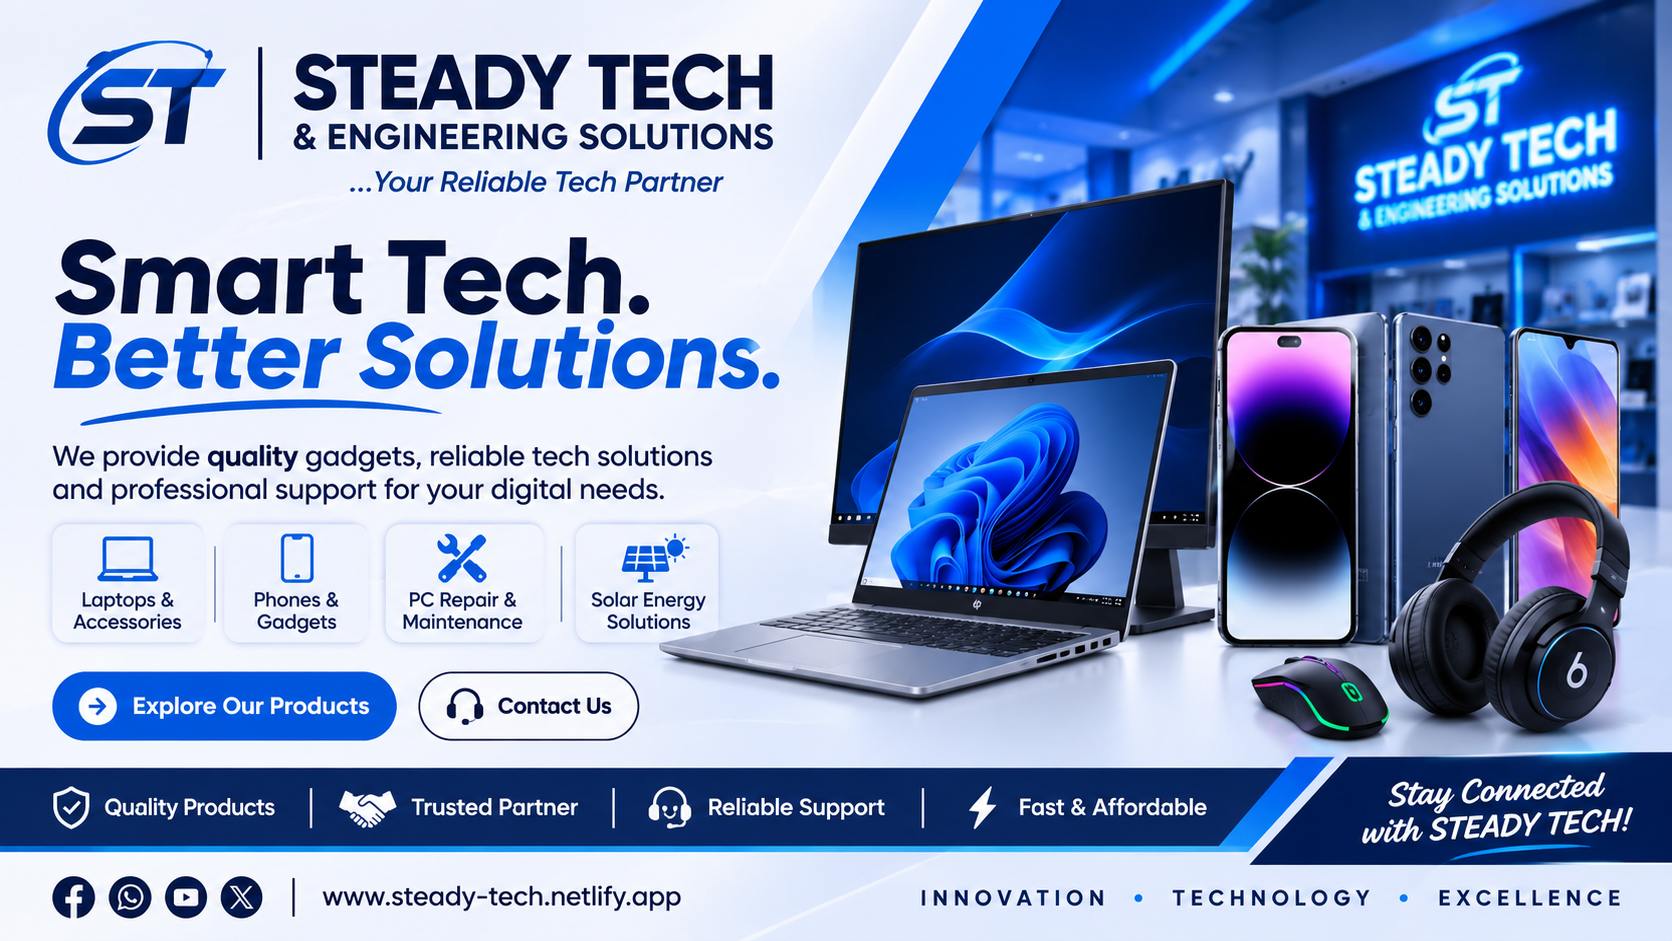 ST
STEADY TECH
& ENGINEERING SOLUTIONS
...Your Reliable Tech Partner
Smart Tech.
Better Solutions.
We provide quality gadgets, reliable tech solutions
and professional support for your digital needs.
Laptops &
Accessories
Phones &
Gadgets
PC Repair &
Maintenance
Solar Energy
Solutions
Explore Our Products
Contact Us
ST
STEADY TECH
& ENGINEERING SOLUTIONS
hp
Quality Products
Trusted Partner
Reliable Support
Fast & Affordable
Stay Connected
with STEADY TECH!
www.steady-tech.netlify.app
INNOVATION • TECHNOLOGY • EXCELLENCE